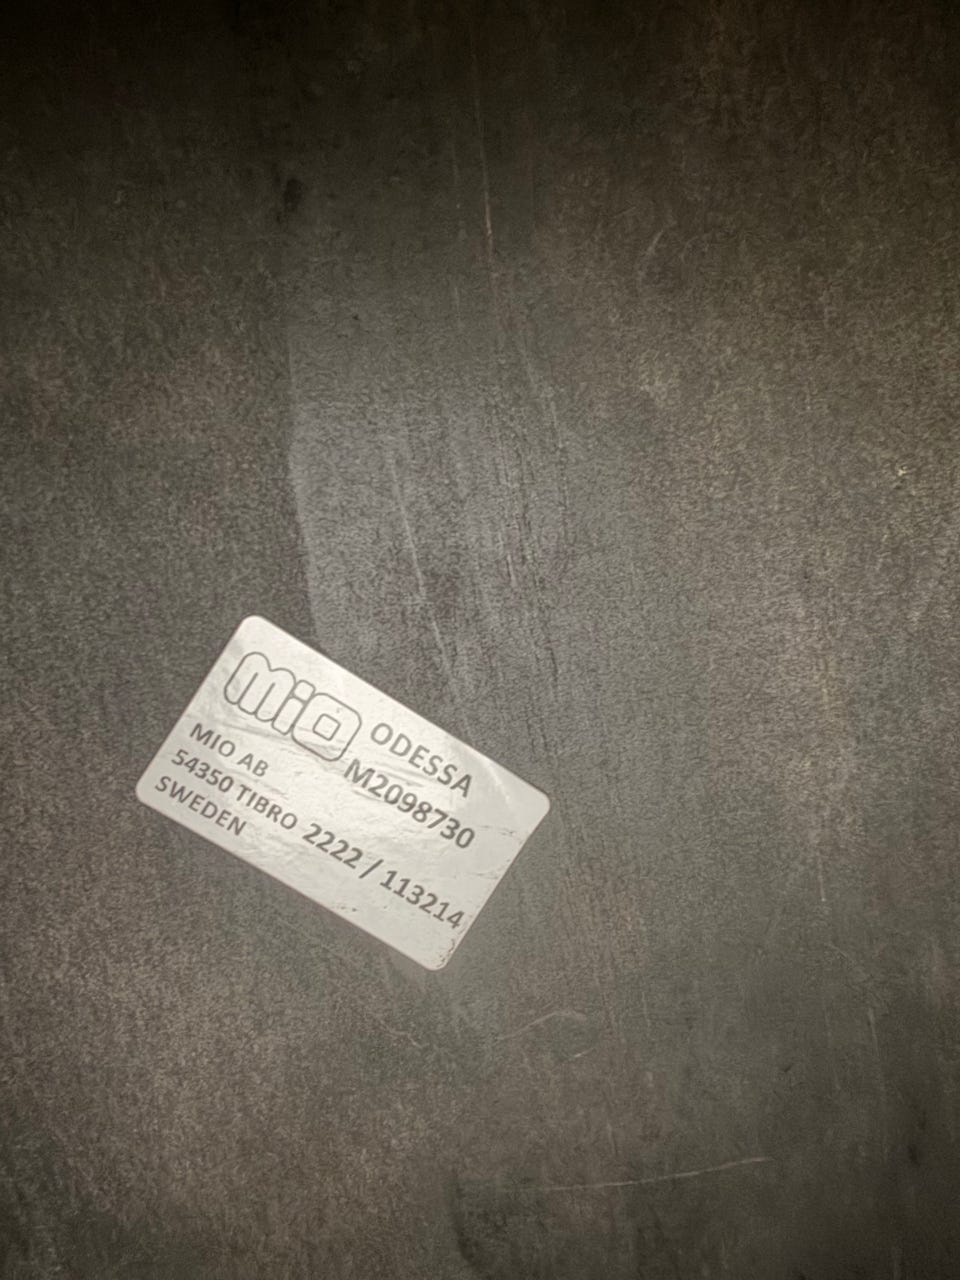 mio
ODESSA
M2098730
MIO AB
54350 TIBRO
SWEDEN
2222 / 113214